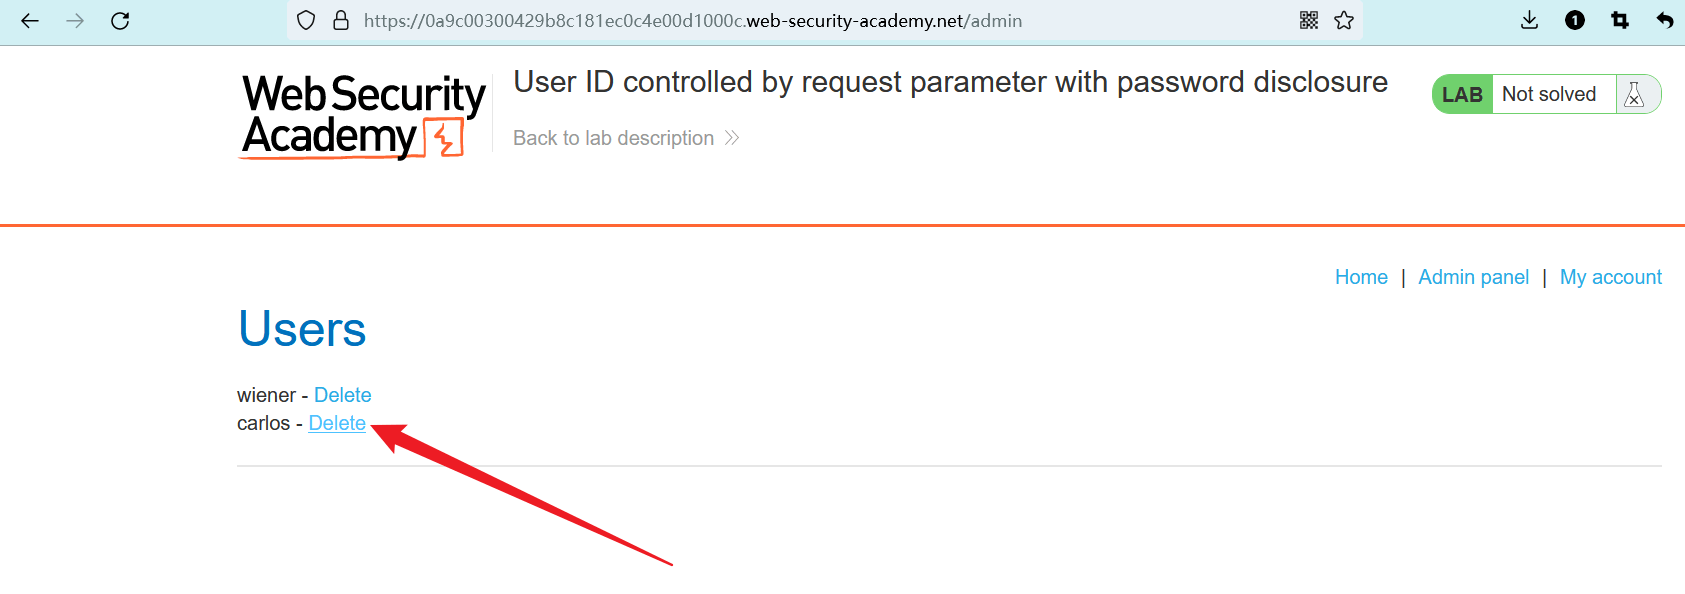 https://0a9c00300429b8c181ec0c4e00d1000c.web-security-academy.net/admin
1
Web Security
Academy
User ID controlled by request parameter with password disclosure
Back to lab description
LAB Not solved
Home | Admin panel | My account
Users
wiener - Delete
carlos - Delete